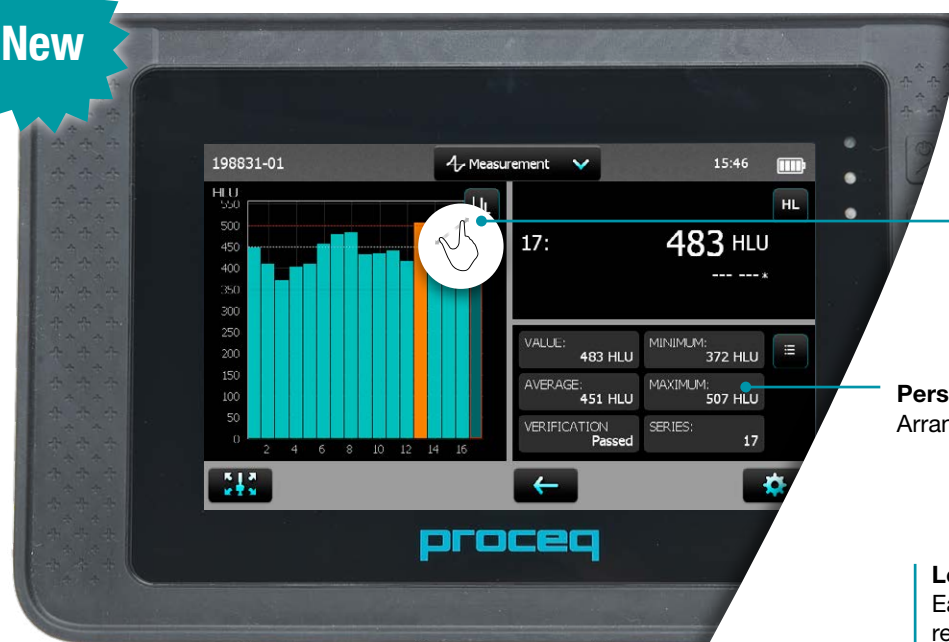 New
198831-01
Measurement
15:46
HLU
550
500
450
400
350
300
250
200
150
100
50
0
2 4 6 8 10 12 14 16
HL
17:
483 HLU
--- ---*
VALUE:
483 HLU
MINIMUM:
372 HLU
AVERAGE:
451 HLU
MAXIMUM:
507 HLU
VERIFICATION
Passed
SERIES:
17
proceq
Pers
Arran
Ea
re